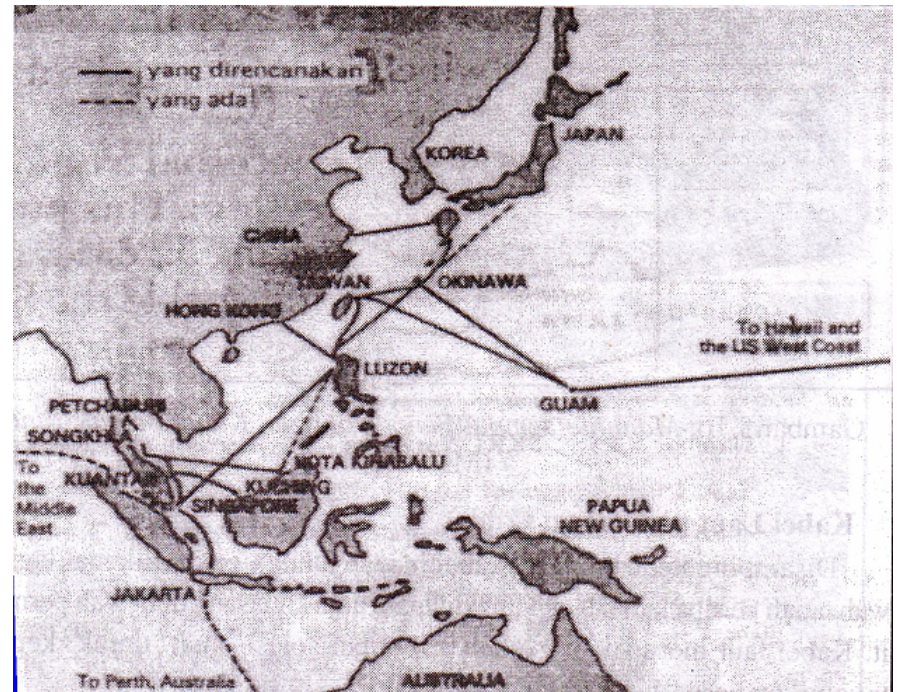 yang direncanakan
yang ada
KOREA
JAPAN
CHINA
TAIWAN
OKINAWA
HONG KONG
To Hawaii and
the US West Coast
LUZON
GUAM
PETCHABURI
SONGKHLA
To
the
Middle
East
KUANTAN
KOTA KINABALU
KUCHING
SINGAPORE
PAPUA
NEW GUINEA
JAKARTA
To Perth, Australia
AUSTRALIA